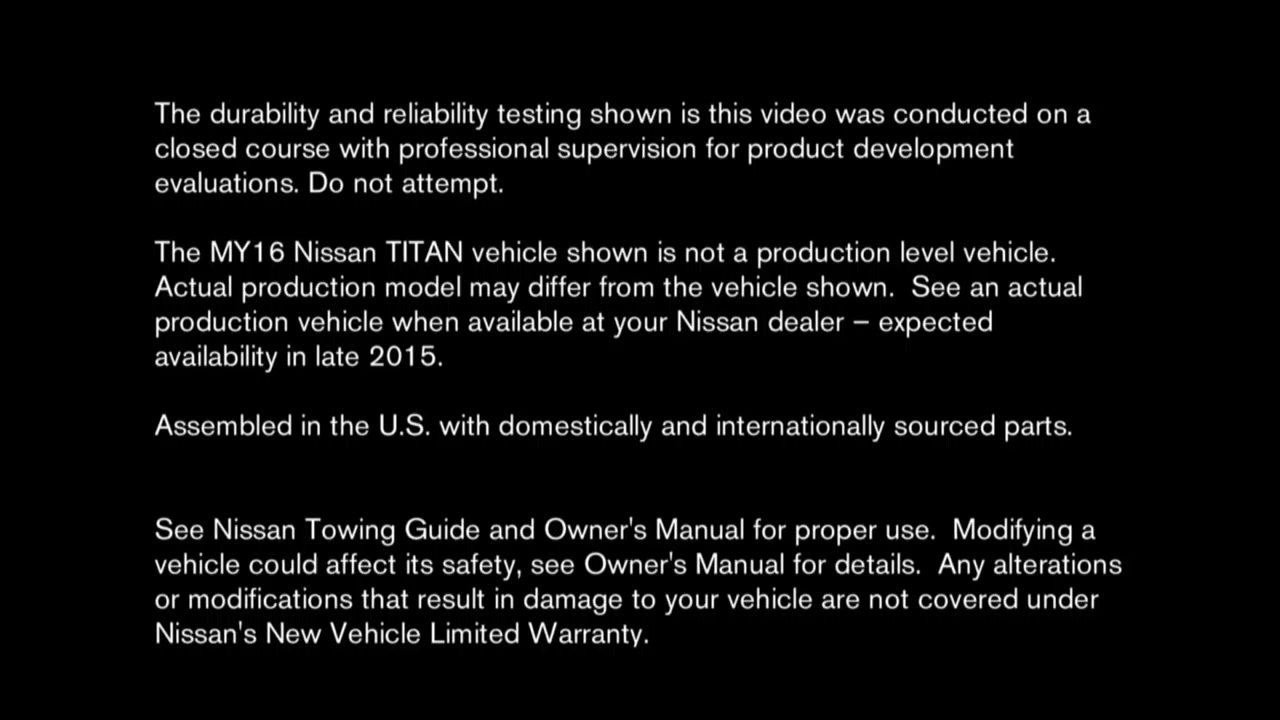 The durability and reliability testing shown is this video was conducted on a
closed course with professional supervision for product development
evaluations. Do not attempt.
The MY16 Nissan TITAN vehicle shown is not a production level vehicle.
Actual production model may differ from the vehicle shown.  See an actual
production vehicle when available at your Nissan dealer – expected
availability in late 2015.
Assembled in the U.S. with domestically and internationally sourced parts.
See Nissan Towing Guide and Owner's Manual for proper use.  Modifying a
vehicle could affect its safety, see Owner's Manual for details.  Any alterations
or modifications that result in damage to your vehicle are not covered under
Nissan's New Vehicle Limited Warranty.